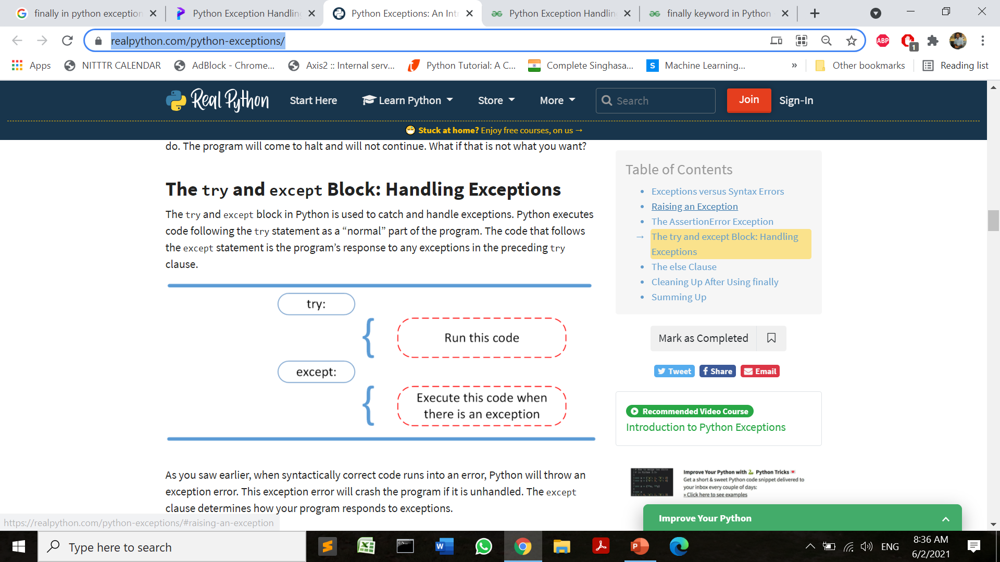 finally in python exception
Python Exception Handling
Python Exceptions: An Intr
Python Exception Handling
finally keyword in Python
realpython.com/python-exceptions/
ABP
1
Apps
NITTTR CALENDAR
AdBlock - Chrome...
Axis2 :: Internal serv...
Python Tutorial: A C...
Complete Singhasa...
S
Machine Learning...
»
Other bookmarks
Reading list
Real Python
Start Here
Learn Python
Store
More
Search
Join
Sign-In
Stuck at home? Enjoy free courses, on us →
do. The program will come to halt and will not continue. What if that is not what you want?
The try and except Block: Handling Exceptions
The try and except block in Python is used to catch and handle exceptions. Python executes
code following the try statement as a “normal” part of the program. The code that follows
the except statement is the program’s response to any exceptions in the preceding try
clause.
try:
{
Run this code
except:
{
Execute this code when
there is an exception
As you saw earlier, when syntactically correct code runs into an error, Python will throw an
exception error. This exception error will crash the program if it is unhandled. The except
clause determines how your program responds to exceptions.
Table of Contents
• Exceptions versus Syntax Errors
• Raising an Exception
• The AssertionError Exception
→ The try and except Block: Handling
Exceptions
• The else Clause
• Cleaning Up After Using finally
• Summing Up
Mark as Completed
Tweet
Share
Email
Recommended Video Course
Introduction to Python Exceptions
Improve Your Python with 🐍 Python Tricks 💌
Get a short & sweet Python code snippet delivered to
your inbox every couple of days:
» Click here to see examples
Improve Your Python
https://realpython.com/python-exceptions/#raising-an-exception
Type here to search
ENG
8:36 AM
6/2/2021